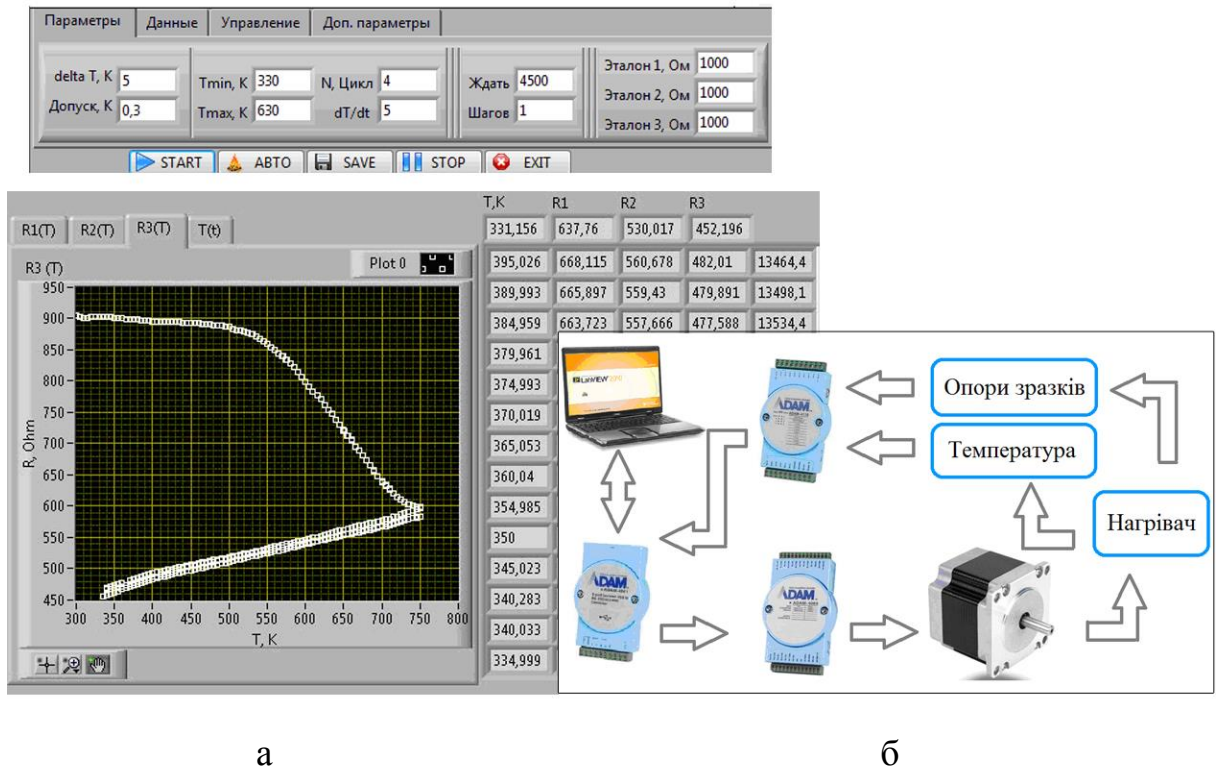 Параметры Данные Управление Доп. параметры
delta T, К 5 Tmin, К 330 N, Цикл 4 Ждать 4500 Эталон 1, Ом 1000
Допуск, К 0,3 Tmax, К 630 dT/dt 5 Шагов 1 Эталон 2, Ом 1000
Эталон 3, Ом 1000
START АВТО SAVE STOP EXIT
T,K R1 R2 R3
331,156 637,76 530,017 452,196
R1(T) R2(T) R3(T) T(t)
R3 (T) Plot 0
395,026 668,115 560,678 482,01 13464,4
389,993 665,897 559,43 479,891 13498,1
384,959 663,723 557,666 477,588 13534,4
379,961
374,993
370,019
365,053
360,04
354,985
350
345,023
340,283
340,033
334,999
R, Ohm
950
900
850
800
750
700
650
600
550
500
450
300 350 400 450 500 550 600 650 700 750 800
T, K
LabVIEW
ADAM
Опори зразків
Температура
Нагрівач
ADAM
ADAM
а б